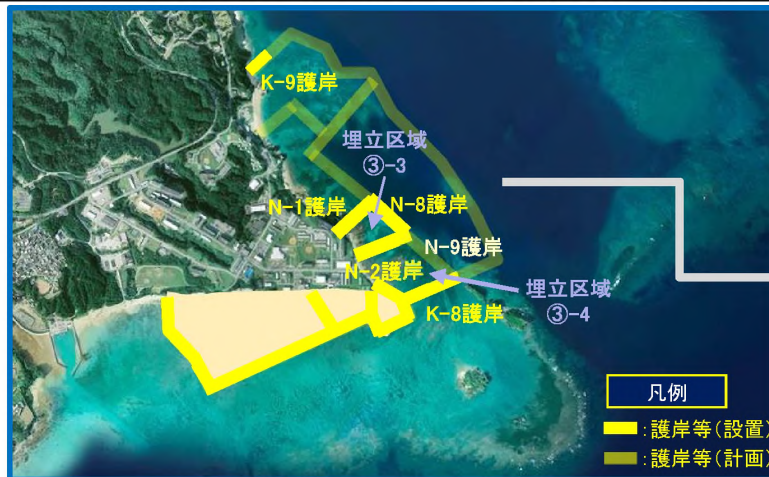 K-9護岸
埋立区域
③-3
N-1護岸
N-8護岸
N-9護岸
N-2護岸
埋立区域
③-4
K-8護岸
凡例
:護岸等(設置)
:護岸等(計画)